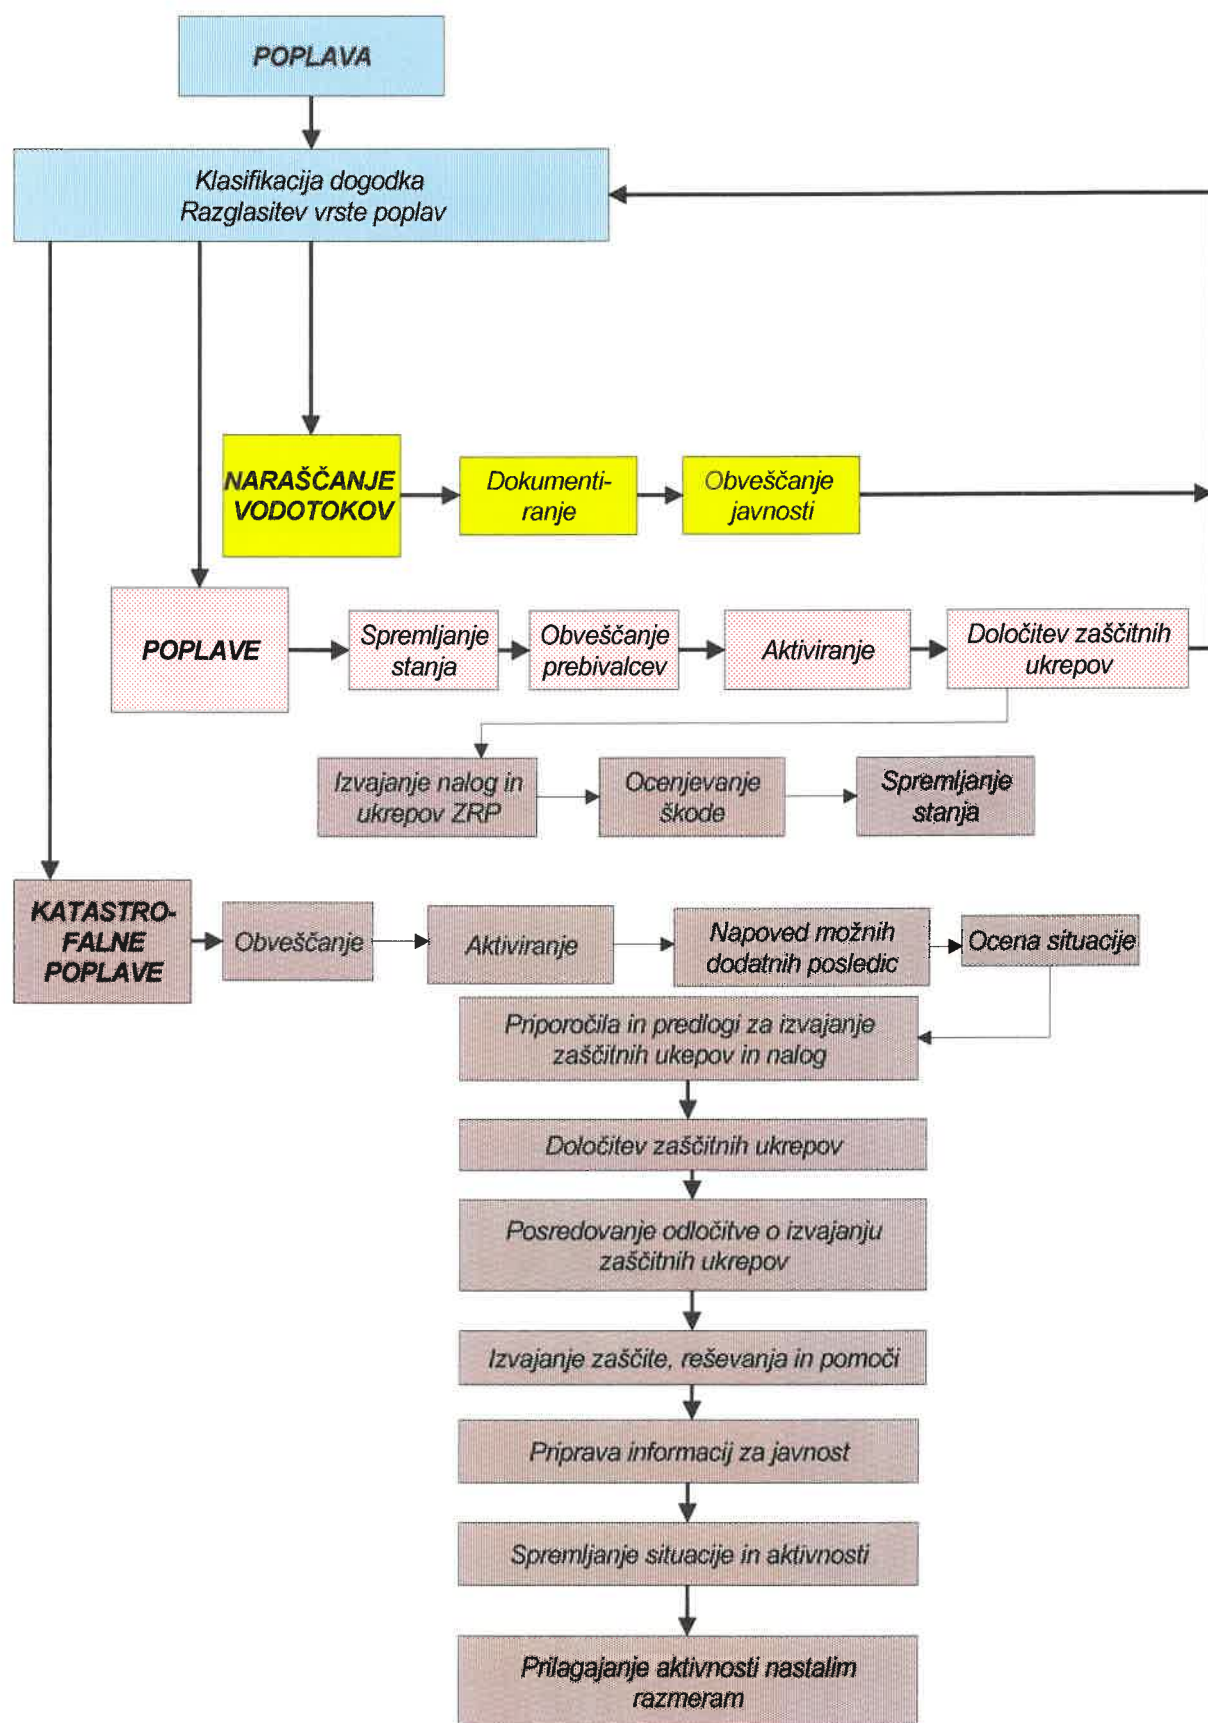 POPLAVA
Klasifikacija dogodka
Razglasitev vrste poplav
NARAŠČANJE
VODOTOKOV
Dokumenti-
ranje
Obveščanje
javnosti
POPLAVE
Spremljanje
stanja
Obveščanje
prebivalcev
Aktiviranje
Določitev zaščitnih
ukrepov
Izvajanje nalog in
ukrepov ZRP
Ocenjevanje
škode
Spremljanje
stanja
KATASTRO-
FALNE
POPLAVE
Obveščanje
Aktiviranje
Napoved možnih
dodatnih posledic
Ocena situacije
Priporočila in predlogi za izvajanje
zaščitnih ukepov in nalog
Določitev zaščitnih ukrepov
Posredovanje odločitve o izvajanju
zaščitnih ukrepov
Izvajanje zaščite, reševanja in pomoči
Priprava informacij za javnost
Spremljanje situacije in aktivnosti
Prilagajanje aktivnosti nastalim
razmeram